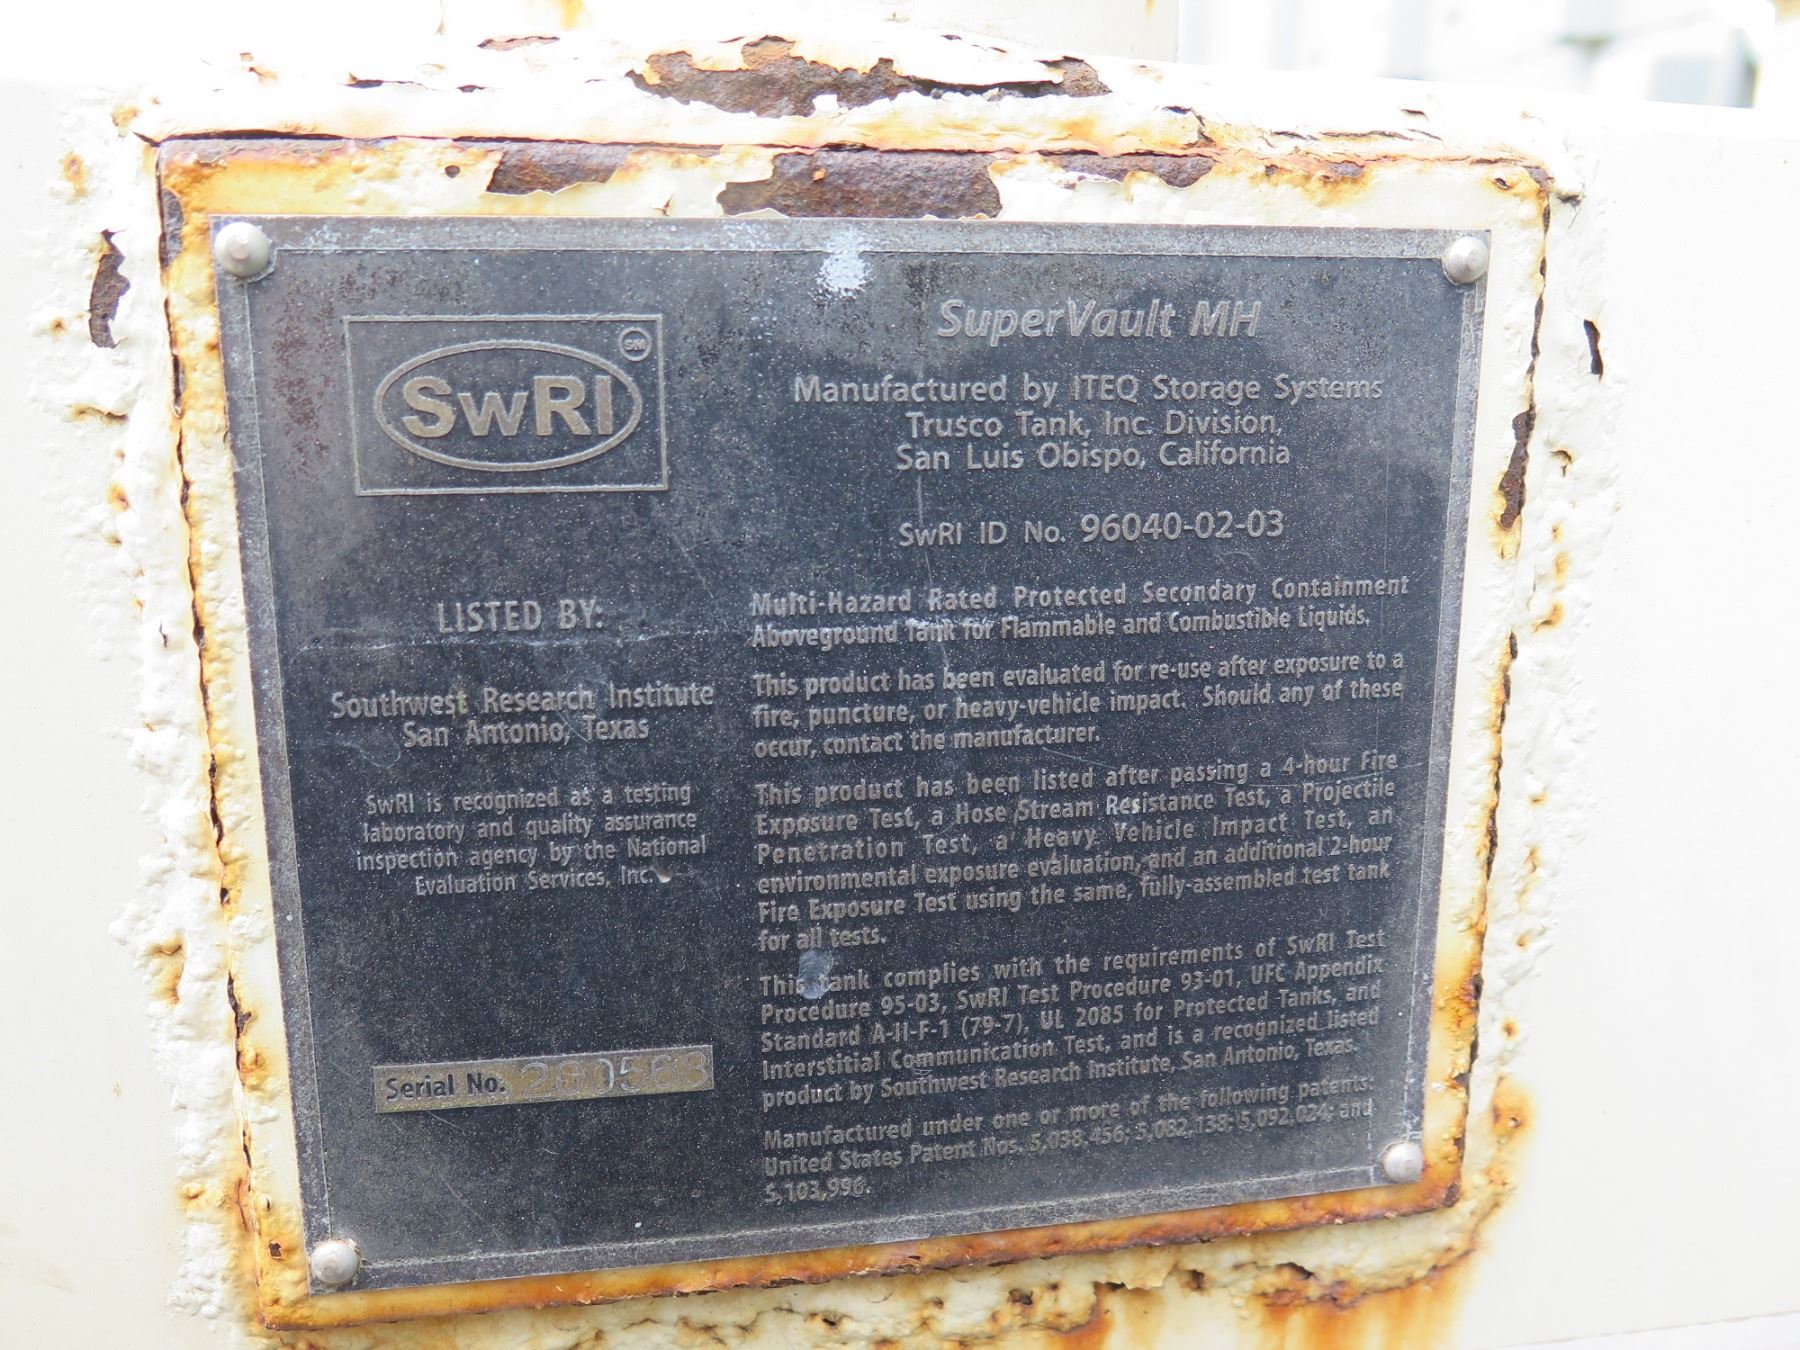 SwRI
SM
LISTED BY:
Southwest Research Institute
San Antonio, Texas
SwRI is recognized as a testing
laboratory and quality assurance
inspection agency by the National
Evaluation Services, Inc.
Serial No.
SuperVault MH
Manufactured by ITEQ Storage Systems
Trusco Tank, Inc. Division,
San Luis Obispo, California
SwRI ID No. 96040-02-03
Multi-Hazard Rated Protected Secondary Containment
Aboveground Tank for Flammable and Combustible Liquids.
This product has been evaluated for re-use after exposure to a
fire, puncture, or heavy-vehicle impact. Should any of these
occur, contact the manufacturer.
This product has been listed after passing a 4-hour Fire
Exposure Test, a Hose Stream Resistance Test, a Projectile
Penetration Test, a Heavy Vehicle Impact Test, an
environmental exposure evaluation, and an additional 2-hour
Fire Exposure Test using the same, fully-assembled test tank
for all tests.
This tank complies with the requirements of SwRI Test
Procedure 95-03, SwRI Test Procedure 93-01, UFC Appendix
Standard A-II-F-1 (79-7), UL 2085 for Protected Tanks, and
Interstitial Communication Test, and is a recognized listed
product by Southwest Research Institute, San Antonio, Texas.
Manufactured under one or more of the following patents:
United States Patent Nos. 5,038,456; 5,082,138; 5,092,024; and
5,103,996.